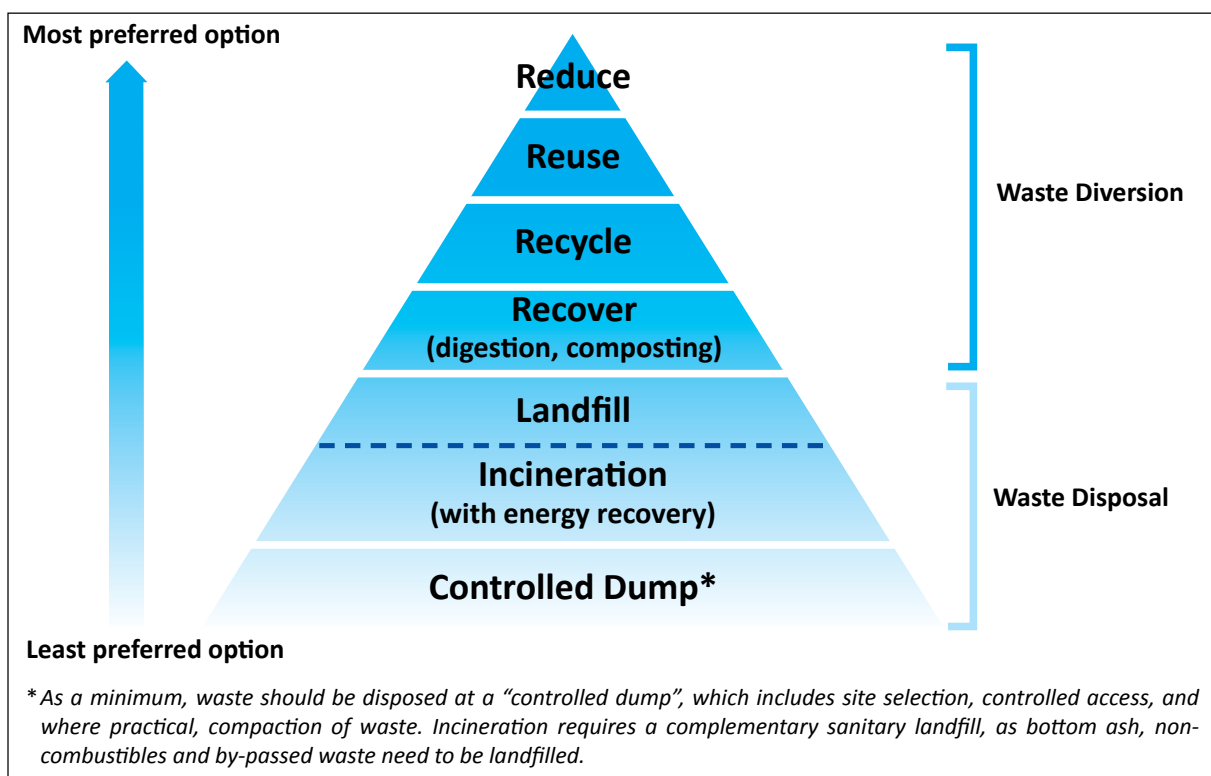 Most preferred option
Reduce
Reuse
Recycle
Recover
(digestion, composting)
Landfill
Incineration
(with energy recovery)
Controlled Dump*
Waste Diversion
Waste Disposal
Least preferred option
* As a minimum, waste should be disposed at a “controlled dump”, which includes site selection, controlled access, and
where practical, compaction of waste. Incineration requires a complementary sanitary landfill, as bottom ash, non-
combustibles and by-passed waste need to be landfilled.